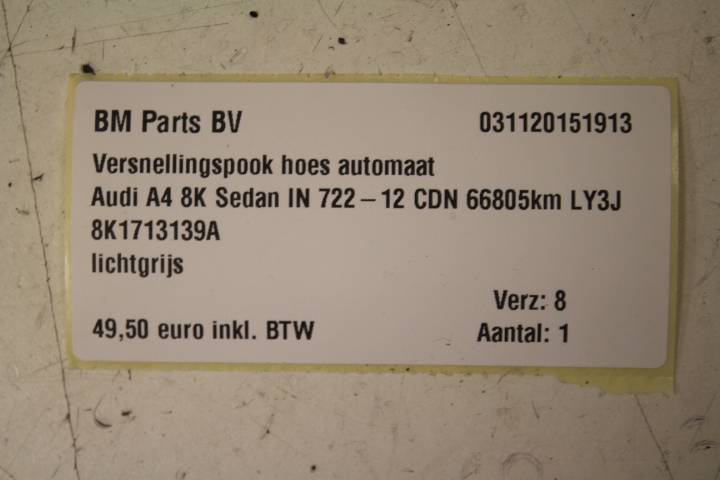 BM Parts BV 031120151913
Versnellingspook hoes automaat
Audi A4 8K Sedan IN 722 – 12 CDN 66805km LY3J
8K1713139A
lichtgrijs
Verz: 8
49,50 euro inkl. BTW Aantal: 1